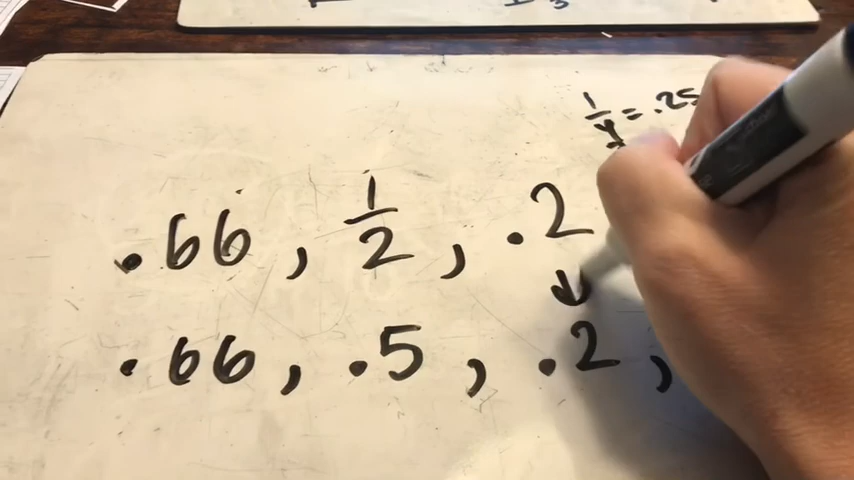 1/4 = .25
.66, 1/2, .2
.66, .5, .2,